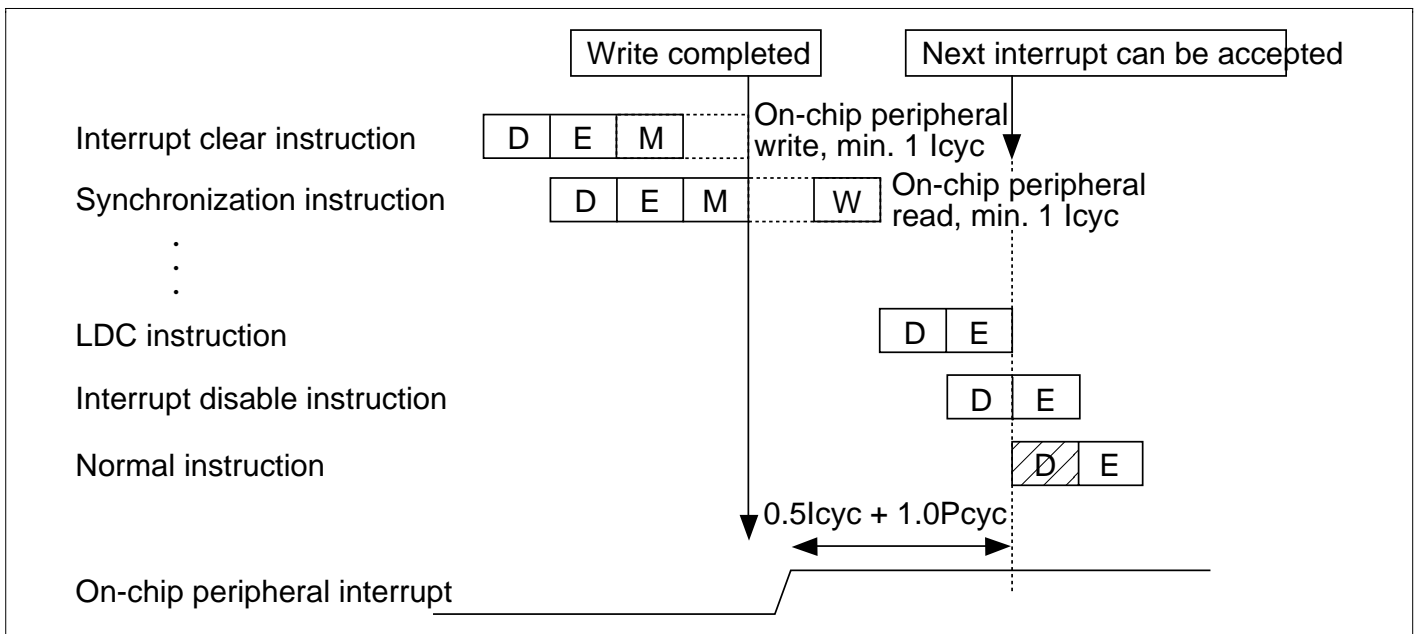 Write completed
Next interrupt can be accepted
Interrupt clear instruction
D E M
On-chip peripheral
write, min. 1 Icyc
Synchronization instruction
D E M W
On-chip peripheral
read, min. 1 Icyc
.
.
.
LDC instruction
D E
Interrupt disable instruction
D E
Normal instruction
D E
0.5Icyc + 1.0Pcyc
On-chip peripheral interrupt